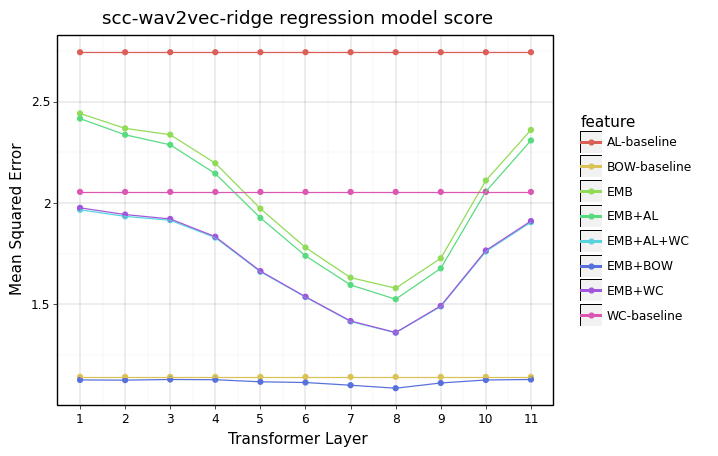 scc-wav2vec-ridge regression model score
Mean Squared Error
2.5
2
1.5
1
2
3
4
5
6
7
8
9
10
11
Transformer Layer
feature
AL-baseline
BOW-baseline
EMB
EMB+AL
EMB+AL+WC
EMB+BOW
EMB+WC
WC-baseline